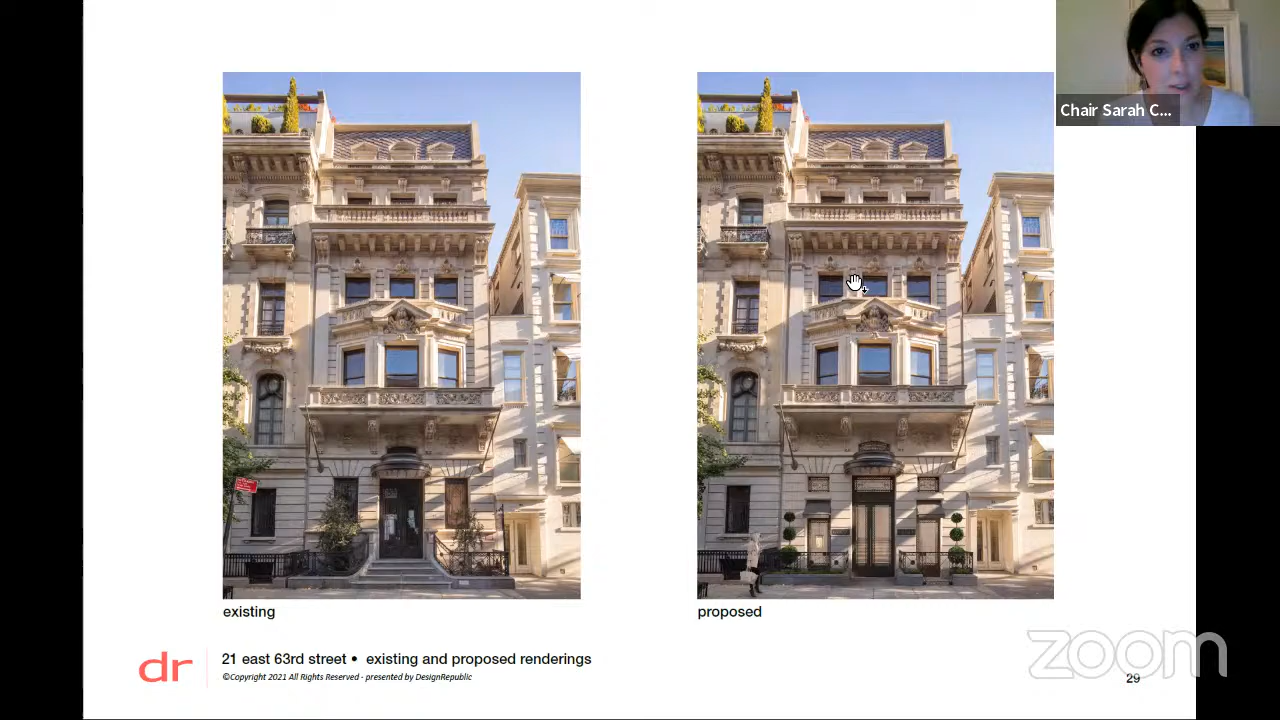 Chair Sarah C...
existing
proposed
dr
21 east 63rd street • existing and proposed renderings
©Copyright 2021 All Rights Reserved - presented by DesignRepublic
zoom
29